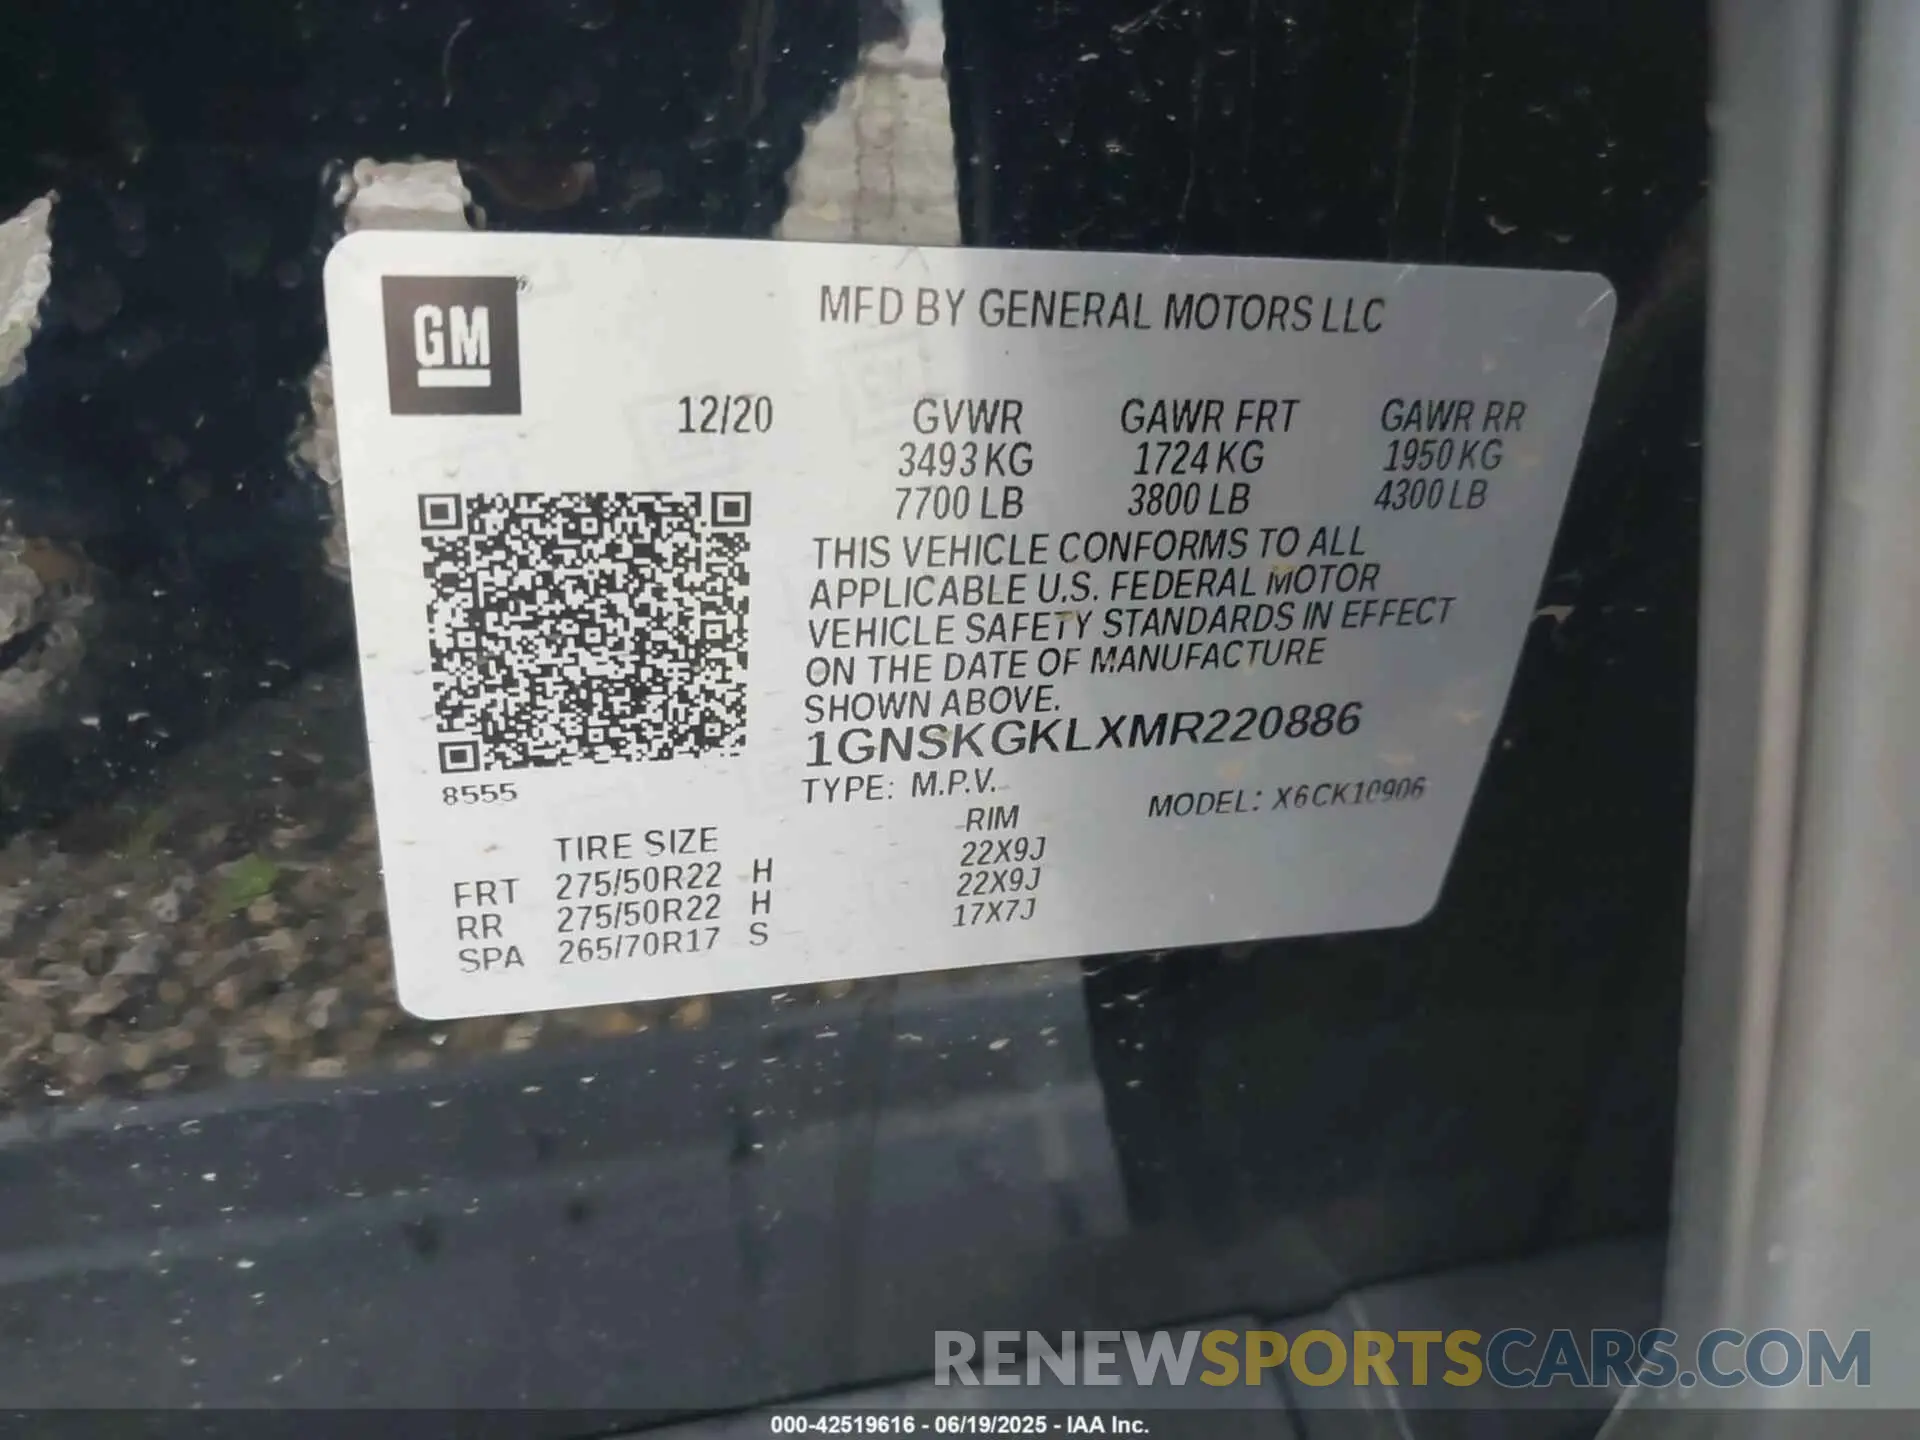 GM
MFD BY GENERAL MOTORS LLC
12/20 GVWR GAWR FRT GAWR RR
3493 KG 1724 KG 1950 KG
7700 LB 3800 LB 4300 LB
THIS VEHICLE CONFORMS TO ALL
APPLICABLE U.S. FEDERAL MOTOR
VEHICLE SAFETY STANDARDS IN EFFECT
ON THE DATE OF MANUFACTURE
SHOWN ABOVE.
1GNSKGKLXMR220886
8555
TYPE: M.P.V. MODEL: X6CK10906
TIRE SIZE RIM
FRT 275/50R22 H 22X9J
RR 275/50R22 H 22X9J
SPA 265/70R17 S 17X7J
RENEWSPORTSCARS.COM
000-42519616 - 06/19/2025 - IAA Inc.